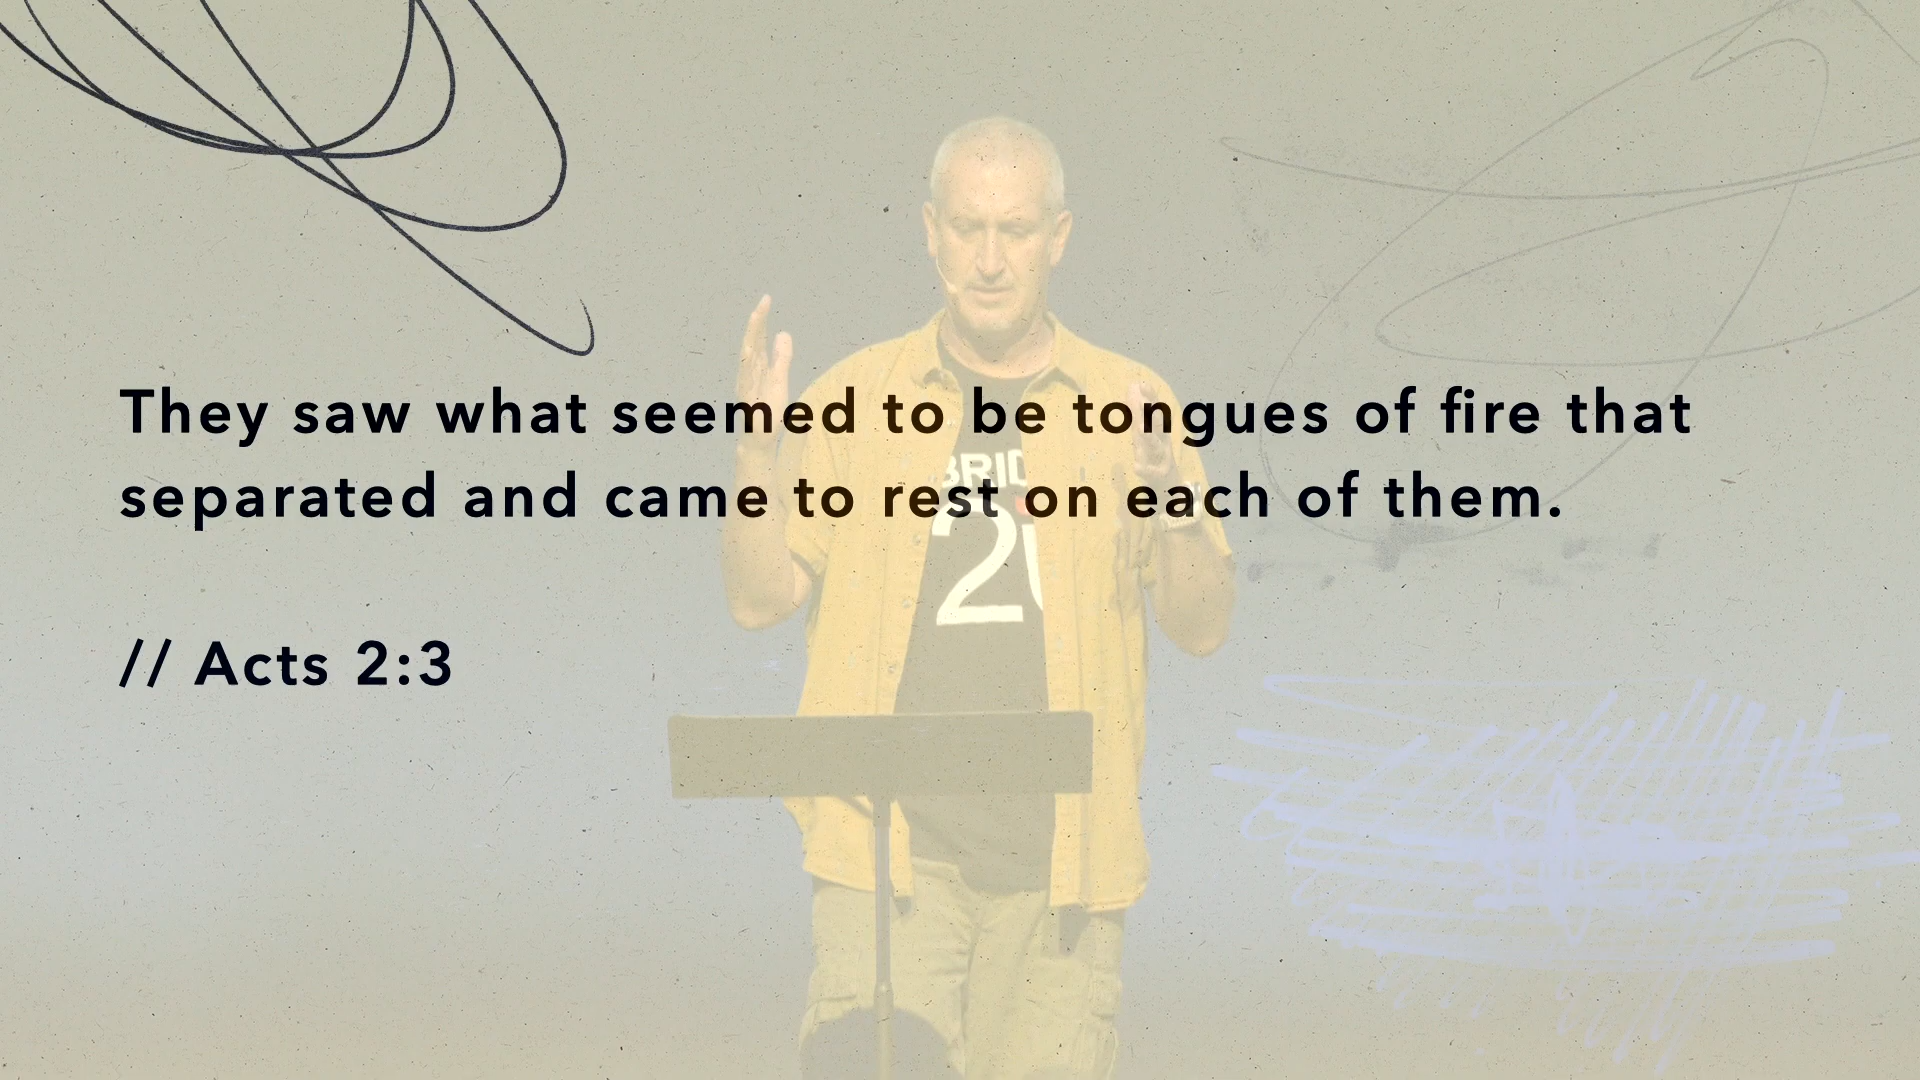 They saw what seemed to be tongues of fire that
separated and came to rest on each of them.
// Acts 2:3